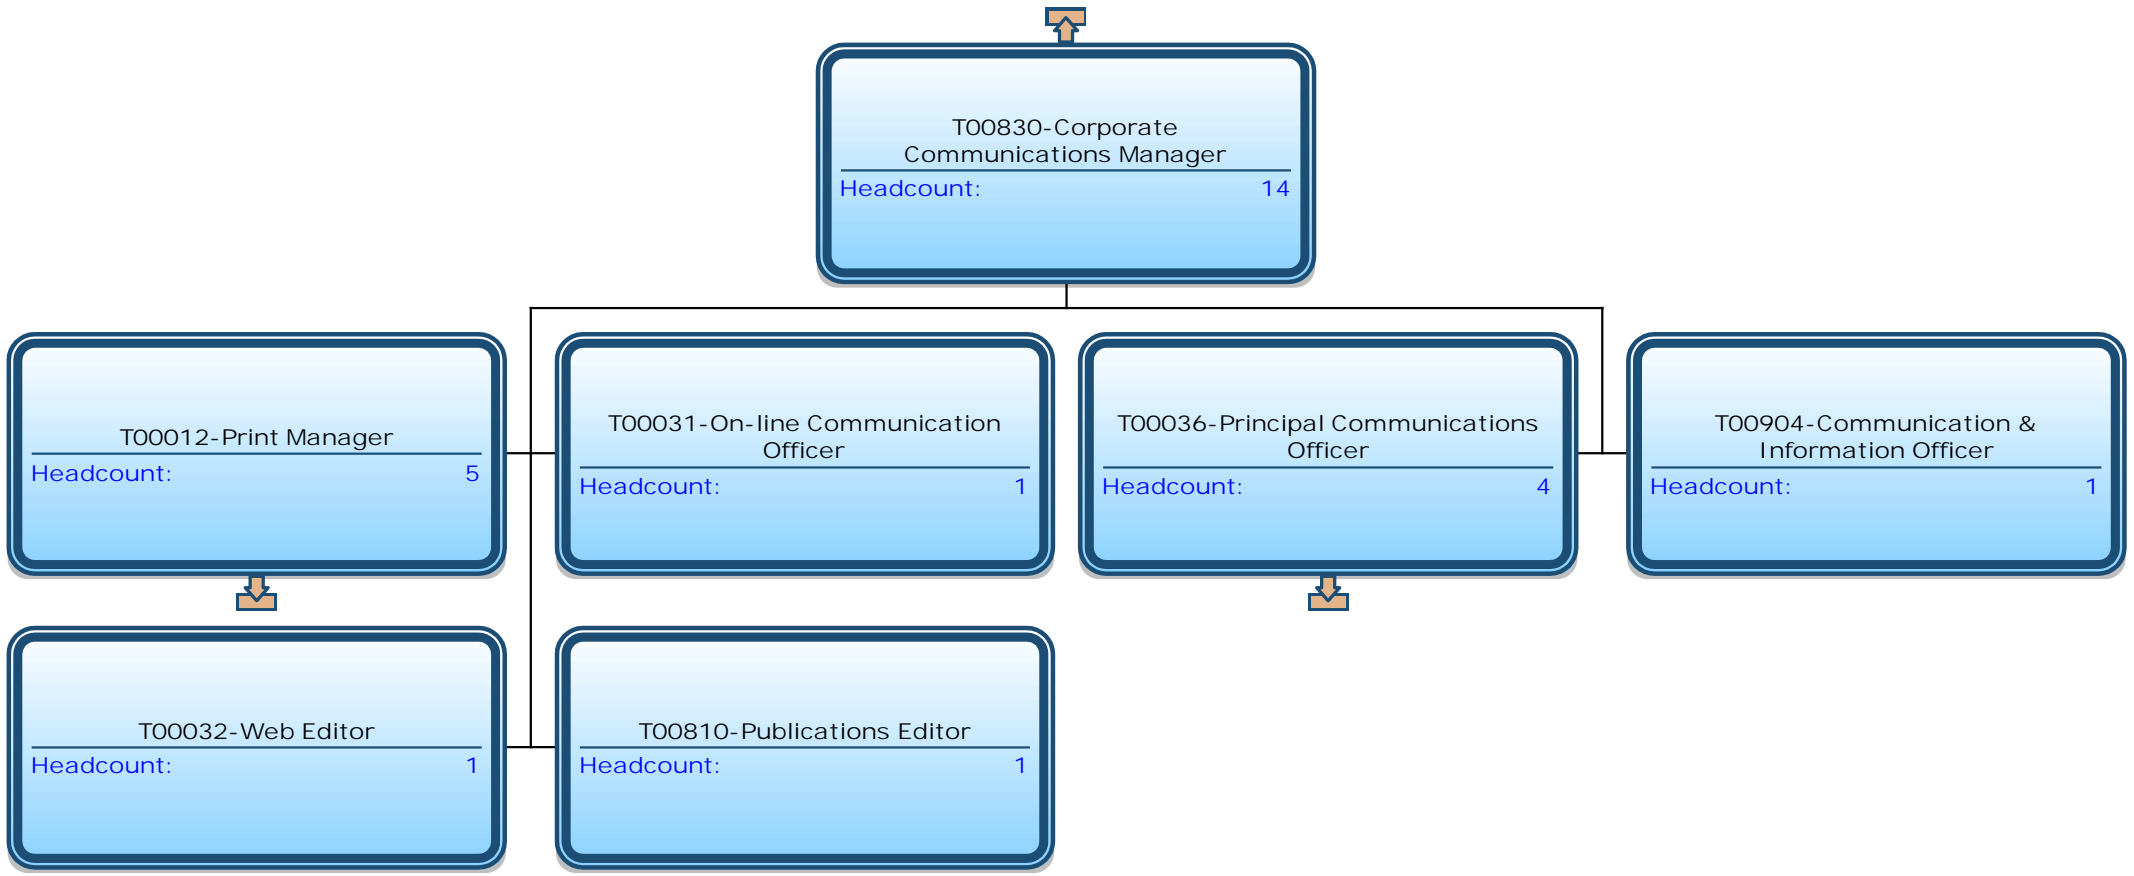 T00830-Corporate
Communications Manager
Headcount: 14
T00012-Print Manager
Headcount: 5
T00031-On-line Communication
Officer
Headcount: 1
T00036-Principal Communications
Officer
Headcount: 4
T00904-Communication &
Information Officer
Headcount: 1
T00032-Web Editor
Headcount: 1
T00810-Publications Editor
Headcount: 1